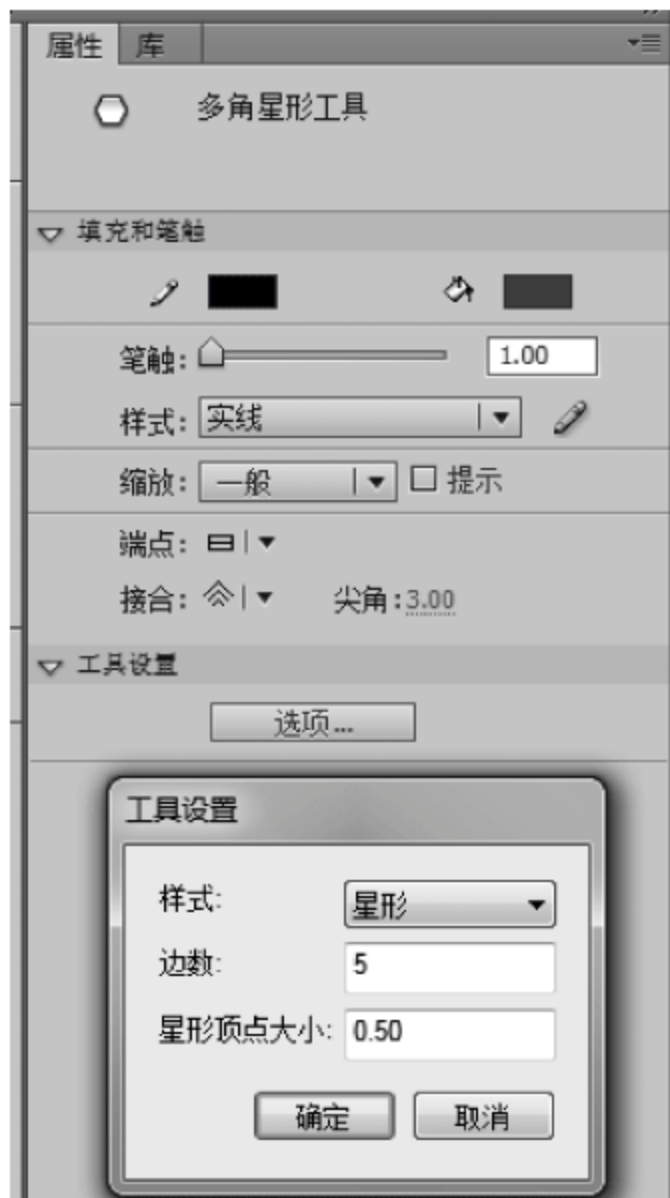 属性 库
多角星形工具
填充和笔触
笔触: 1.00
样式: 实线
缩放: 一般 提示
端点:
接合: 尖角:3.00
工具设置
选项...
工具设置
样式: 星形
边数: 5
星形顶点大小: 0.50
确定 取消